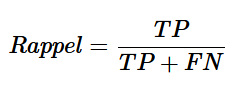 Rappel = TP / (TP + FN)